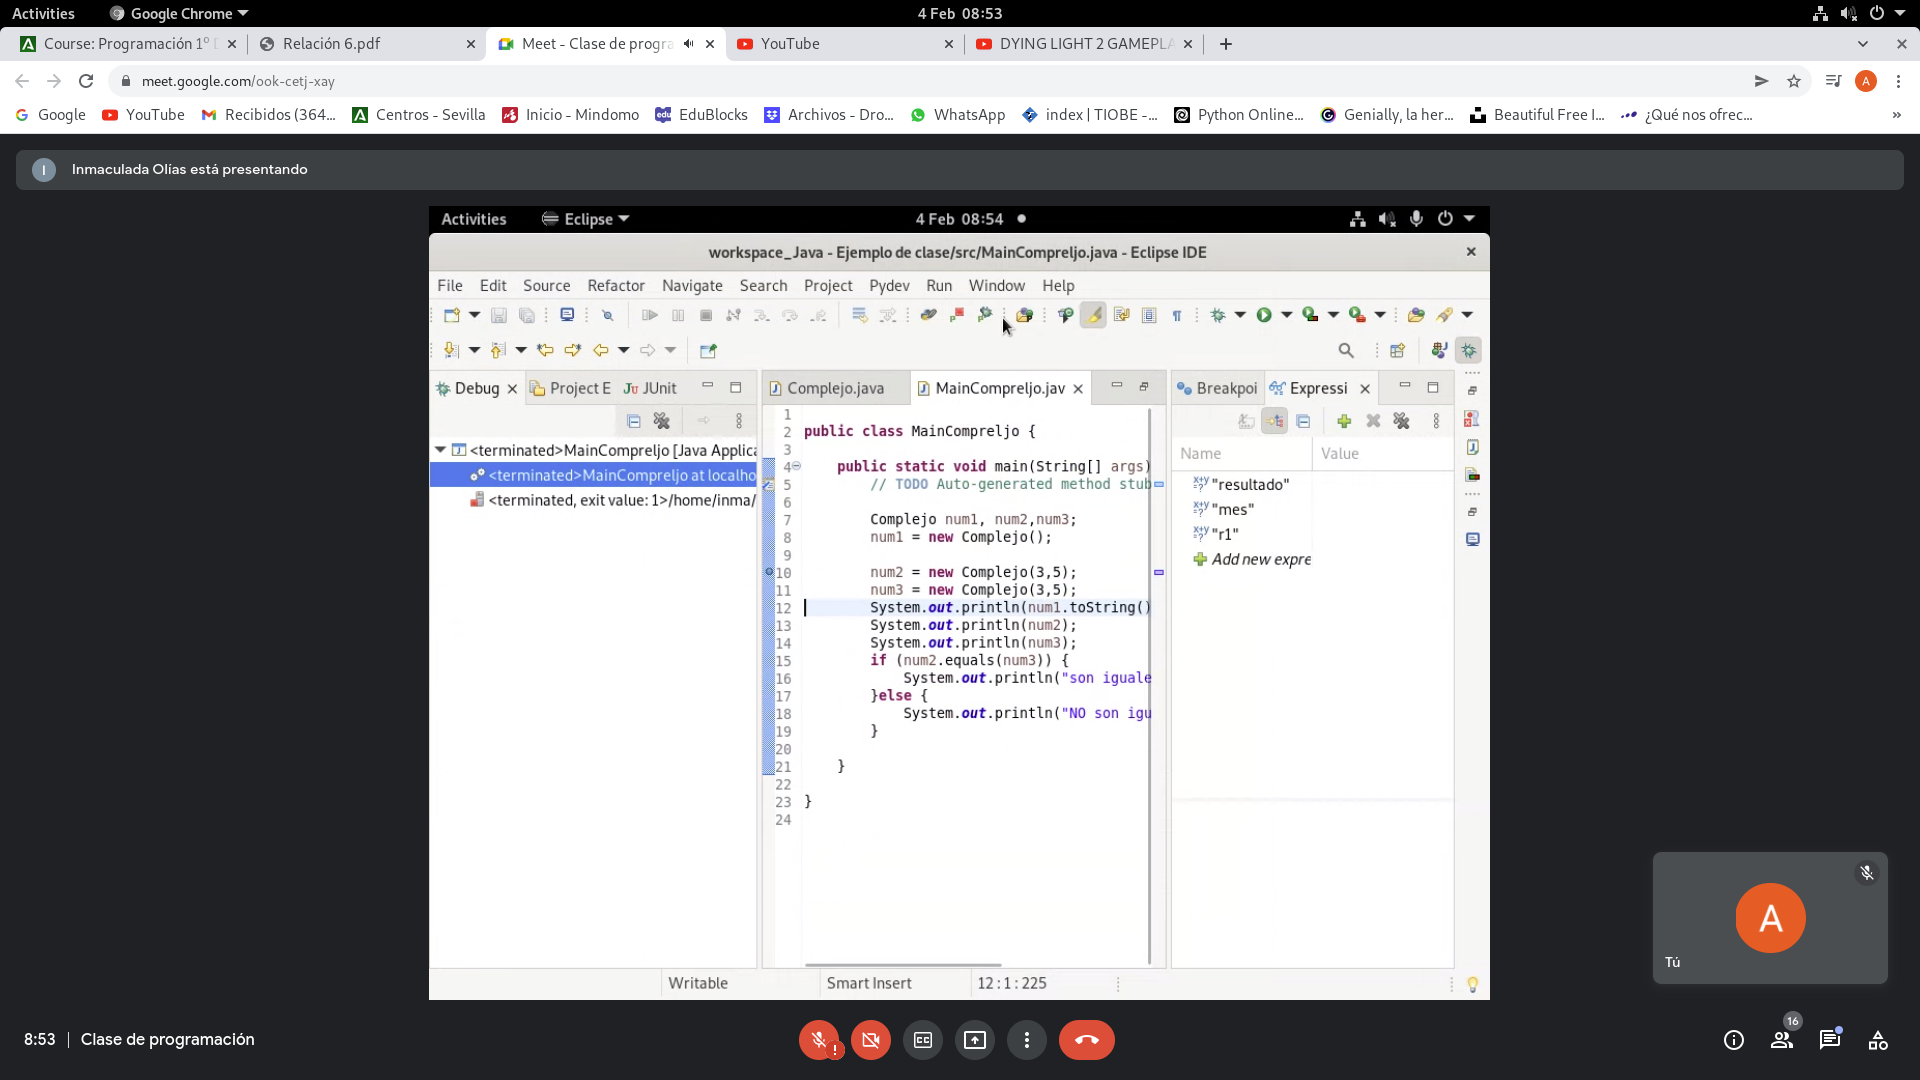 Activities Google Chrome 4 Feb 08:53
Course: Programación 1º Relación 6.pdf Meet - Clase de progra YouTube DYING LIGHT 2 GAMEPLA
meet.google.com/ook-cetj-xay A
Google YouTube Recibidos (364... Centros - Sevilla Inicio - Mindomo EduBlocks Archivos - Dro... WhatsApp index | TIOBE -... Python Online... Genially, la her... Beautiful Free I... ¿Qué nos ofrec... »
I Inmaculada Olías está presentando
Activities Eclipse 4 Feb 08:54
workspace_Java - Ejemplo de clase/src/MainCompreljo.java - Eclipse IDE
File Edit Source Refactor Navigate Search Project Pydev Run Window Help
Debug Project E JUnit Complejo.java MainCompreljo.jav Breakpoi Expressi
<terminated>MainCompreljo [Java Applica
<terminated>MainCompreljo at localho
<terminated, exit value: 1>/home/inma/
1
2 public class MainCompreljo {
3
4 public static void main(String[] args)
5 // TODO Auto-generated method stub
6
7 Complejo num1, num2,num3;
8 num1 = new Complejo();
9
10 num2 = new Complejo(3,5);
11 num3 = new Complejo(3,5);
12 System.out.println(num1.toString()
13 System.out.println(num2);
14 System.out.println(num3);
15 if (num2.equals(num3)) {
16 System.out.println("son iguale
17 }else {
18 System.out.println("NO son igu
19 }
20
21 }
22
23 }
24
Name Value
"resultado"
"mes"
"r1"
Add new expre
Writable Smart Insert 12 : 1 : 225
A
Tú
8:53 | Clase de programación
CC
16